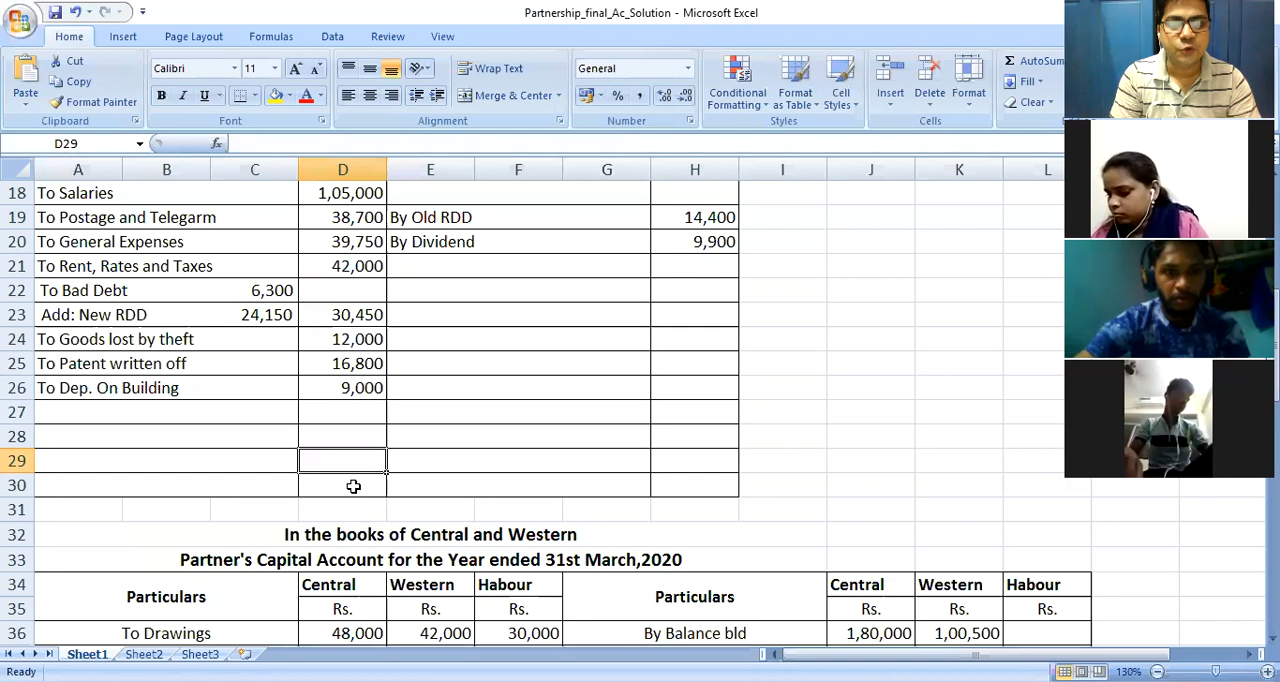 Partnership_final_Ac_Solution - Microsoft Excel
Home Insert Page Layout Formulas Data Review View
Paste
Cut
Copy
Format Painter
Clipboard
Calibri 11
B I U
Font
Wrap Text
Merge & Center
Alignment
General
Number
Conditional Formatting
Format as Table
Cell Styles
Styles
Insert
Delete
Format
Cells
Σ AutoSum
Fill
Clear
D29 fx
A B C D E F G H I J K L
18 To Salaries 1,05,000
19 To Postage and Telegarm 38,700 By Old RDD 14,400
20 To General Expenses 39,750 By Dividend 9,900
21 To Rent, Rates and Taxes 42,000
22 To Bad Debt 6,300
23 Add: New RDD 24,150 30,450
24 To Goods lost by theft 12,000
25 To Patent written off 16,800
26 To Dep. On Building 9,000
27
28
29
30
31
32 In the books of Central and Western
33 Partner's Capital Account for the Year ended 31st March,2020
34 Particulars Central Western Habour Particulars Central Western Habour
35 Rs. Rs. Rs. Rs. Rs. Rs.
36 To Drawings 48,000 42,000 30,000 By Balance bld 1,80,000 1,00,500
Sheet1 Sheet2 Sheet3
Ready 130%